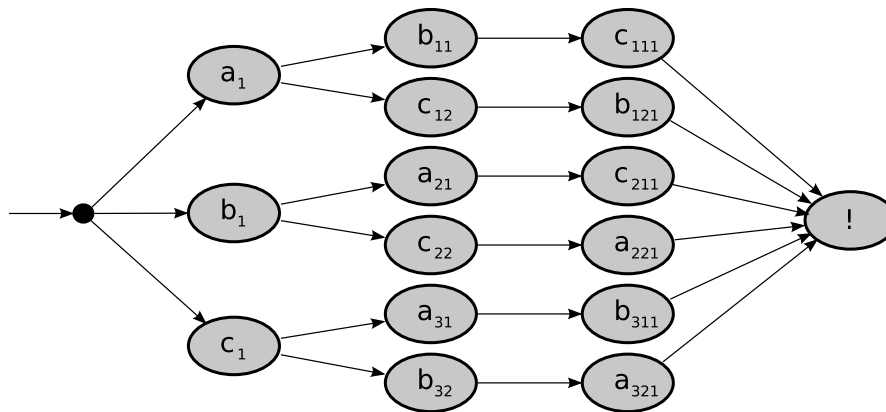 b₁₁
c₁₁₁
a₁
c₁₂
b₁₂₁
a₂₁
c₂₁₁
b₁
!
c₂₂
a₂₂₁
a₃₁
b₃₁₁
c₁
b₃₂
a₃₂₁